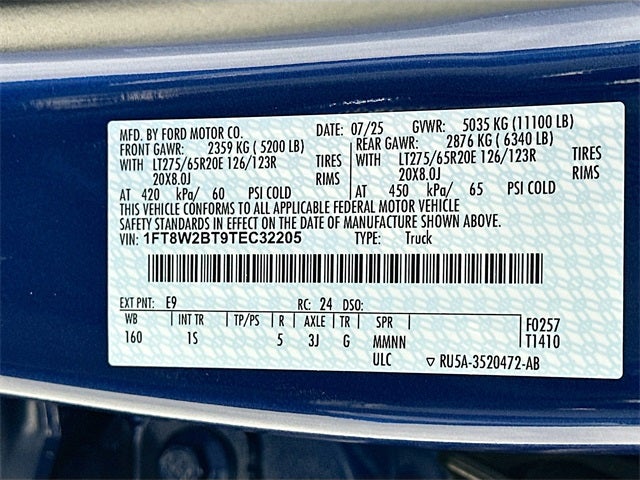 MFD. BY FORD MOTOR CO. DATE: 07/25 GVWR: 5035 KG (11100 LB)
FRONT GAWR: 2359 KG ( 5200 LB) REAR GAWR: 2876 KG ( 6340 LB)
WITH LT275/65R20E 126/123R TIRES WITH LT275/65R20E 126/123R TIRES
20X8.0J RIMS 20X8.0J RIMS
AT 420 kPa/ 60 PSI COLD AT 450 kPa/ 65 PSI COLD
THIS VEHICLE CONFORMS TO ALL APPLICABLE FEDERAL MOTOR VEHICLE
SAFETY STANDARDS IN EFFECT ON THE DATE OF MANUFACTURE SHOWN ABOVE.
VIN: 1FT8W2BT9TEC32205 TYPE: Truck
EXT PNT: E9 RC: 24 DSO:
WB INT TR TP/PS R AXLE TR SPR F0257
160 1S 5 3J G MMNN T1410
ULC ▽ RU5A-3520472-AB